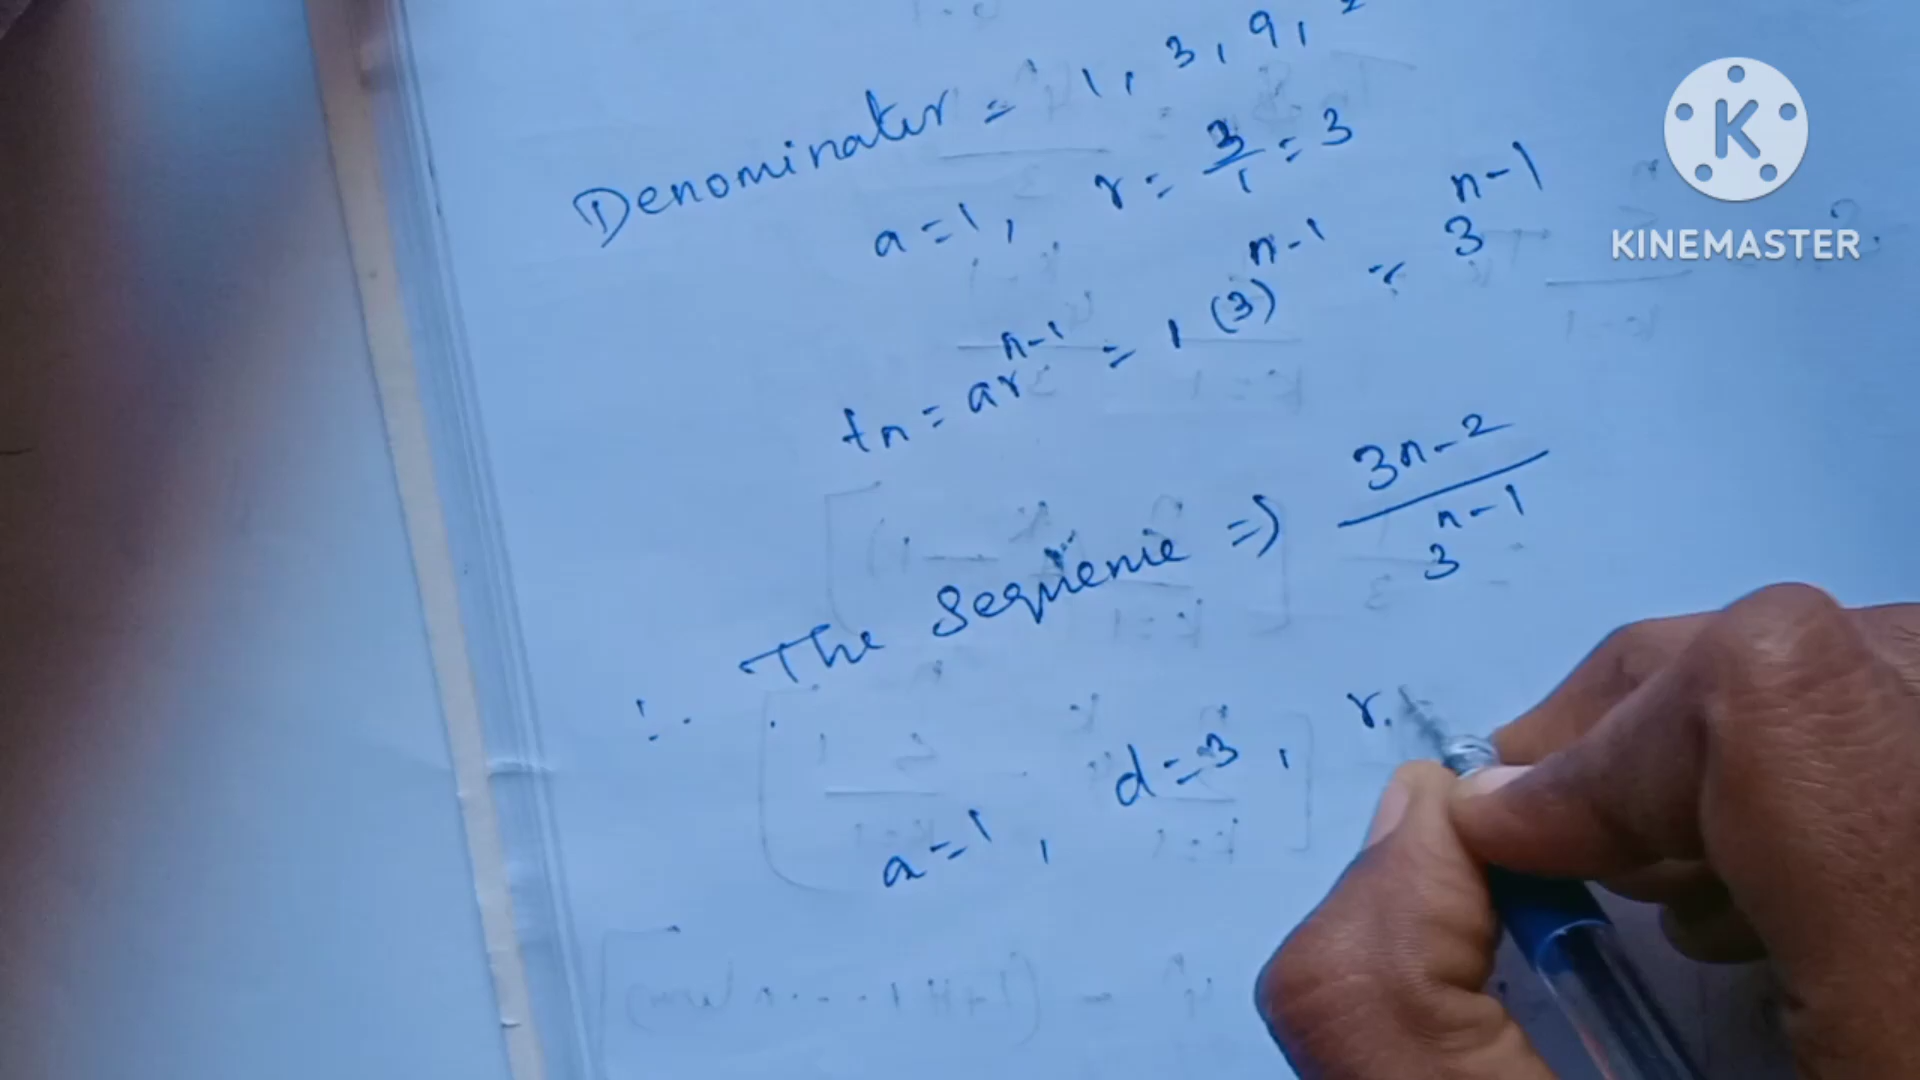 Denominator = 1, 3, 9,
a = 1, r = 3/1 = 3
tn = ar^n-1 = 1 (3)^n-1 = 3^n-1
The Sequence => 3n-2 / 3^n-1
a = 1, d = 3, r
K
KINEMASTER